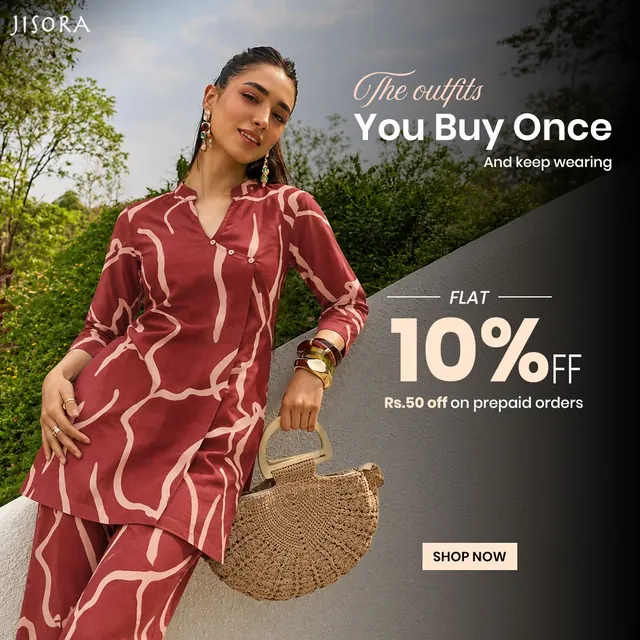 JISORA
The outfits
You Buy Once
And keep wearing
FLAT
10%FF
Rs.50 off on prepaid orders
SHOP NOW